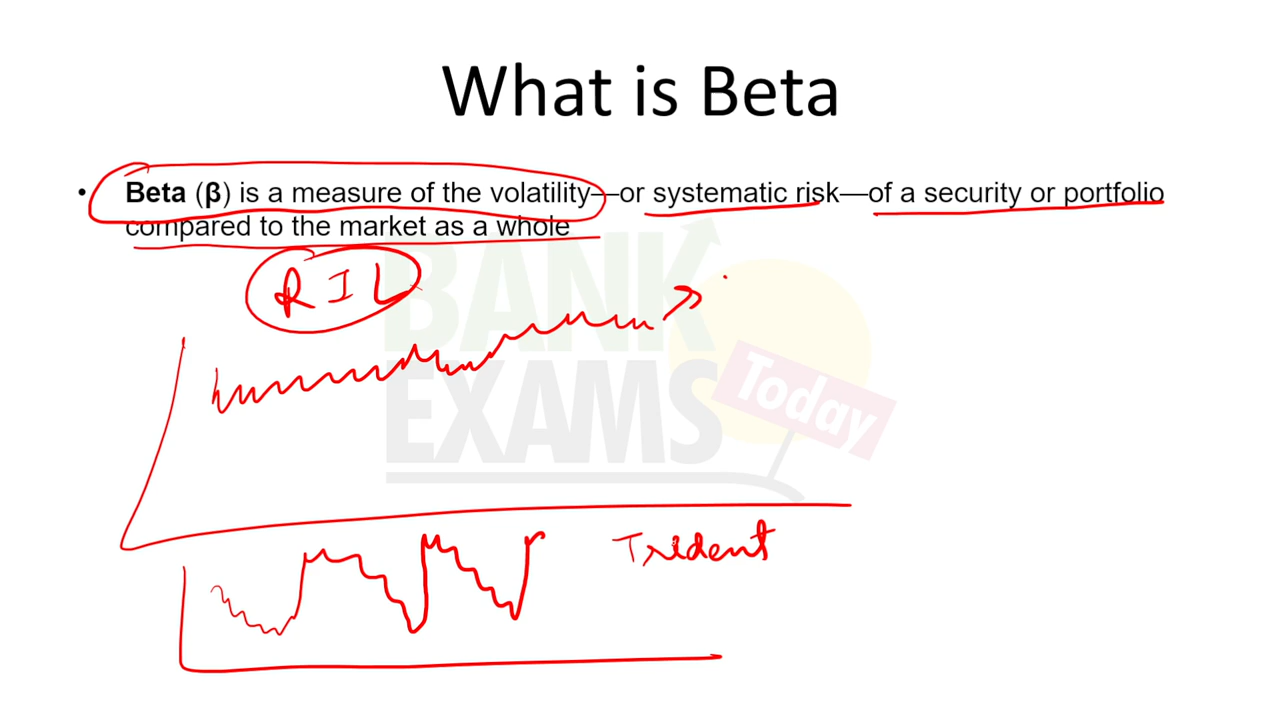 What is Beta
• Beta (β) is a measure of the volatility—or systematic risk—of a security or portfolio
compared to the market as a whole
RIL
BANK
EXAMS
Today
Trident